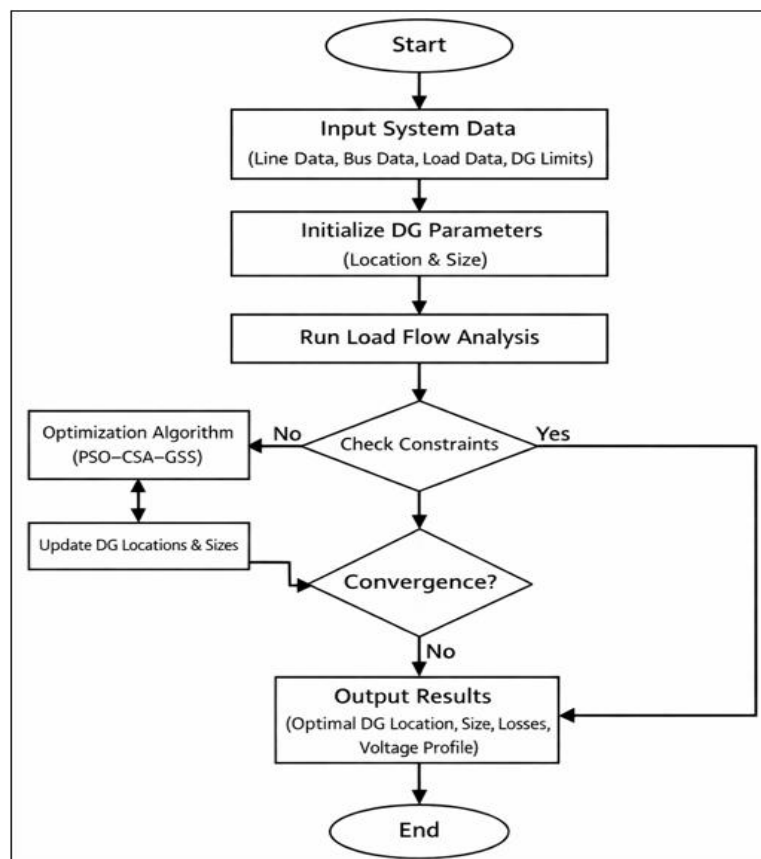 Start
Input System Data
(Line Data, Bus Data, Load Data, DG Limits)
Initialize DG Parameters
(Location & Size)
Run Load Flow Analysis
Check Constraints
No
Yes
Optimization Algorithm
(PSO–CSA–GSS)
Update DG Locations & Sizes
Convergence?
No
Output Results
(Optimal DG Location, Size, Losses,
Voltage Profile)
End